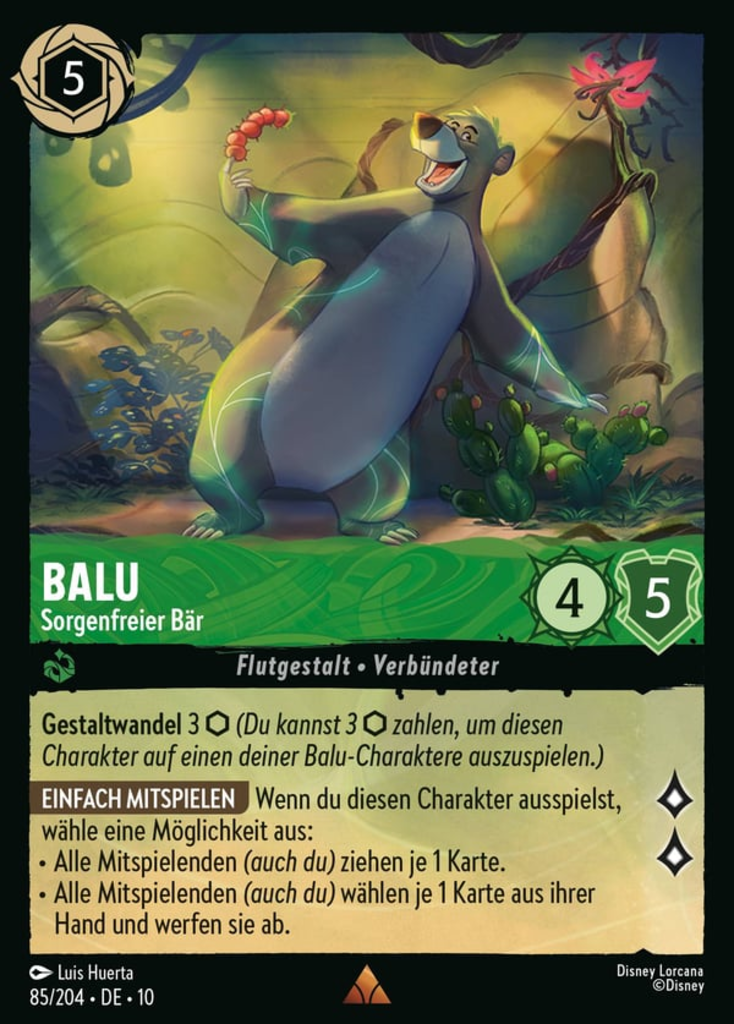 5
BALU
Sorgenfreier Bär
4 5
Flutgestalt • Verbündeter
Gestaltwandel 3 ⬡ (Du kannst 3 ⬡ zahlen, um diesen
Charakter auf einen deiner Balu-Charaktere auszuspielen.)
EINFACH MITSPIELEN Wenn du diesen Charakter ausspielst,
wähle eine Möglichkeit aus:
• Alle Mitspielenden (auch du) ziehen je 1 Karte.
• Alle Mitspielenden (auch du) wählen je 1 Karte aus ihrer
Hand und werfen sie ab.
Luis Huerta
85/204 • DE • 10
Disney Lorcana
©Disney